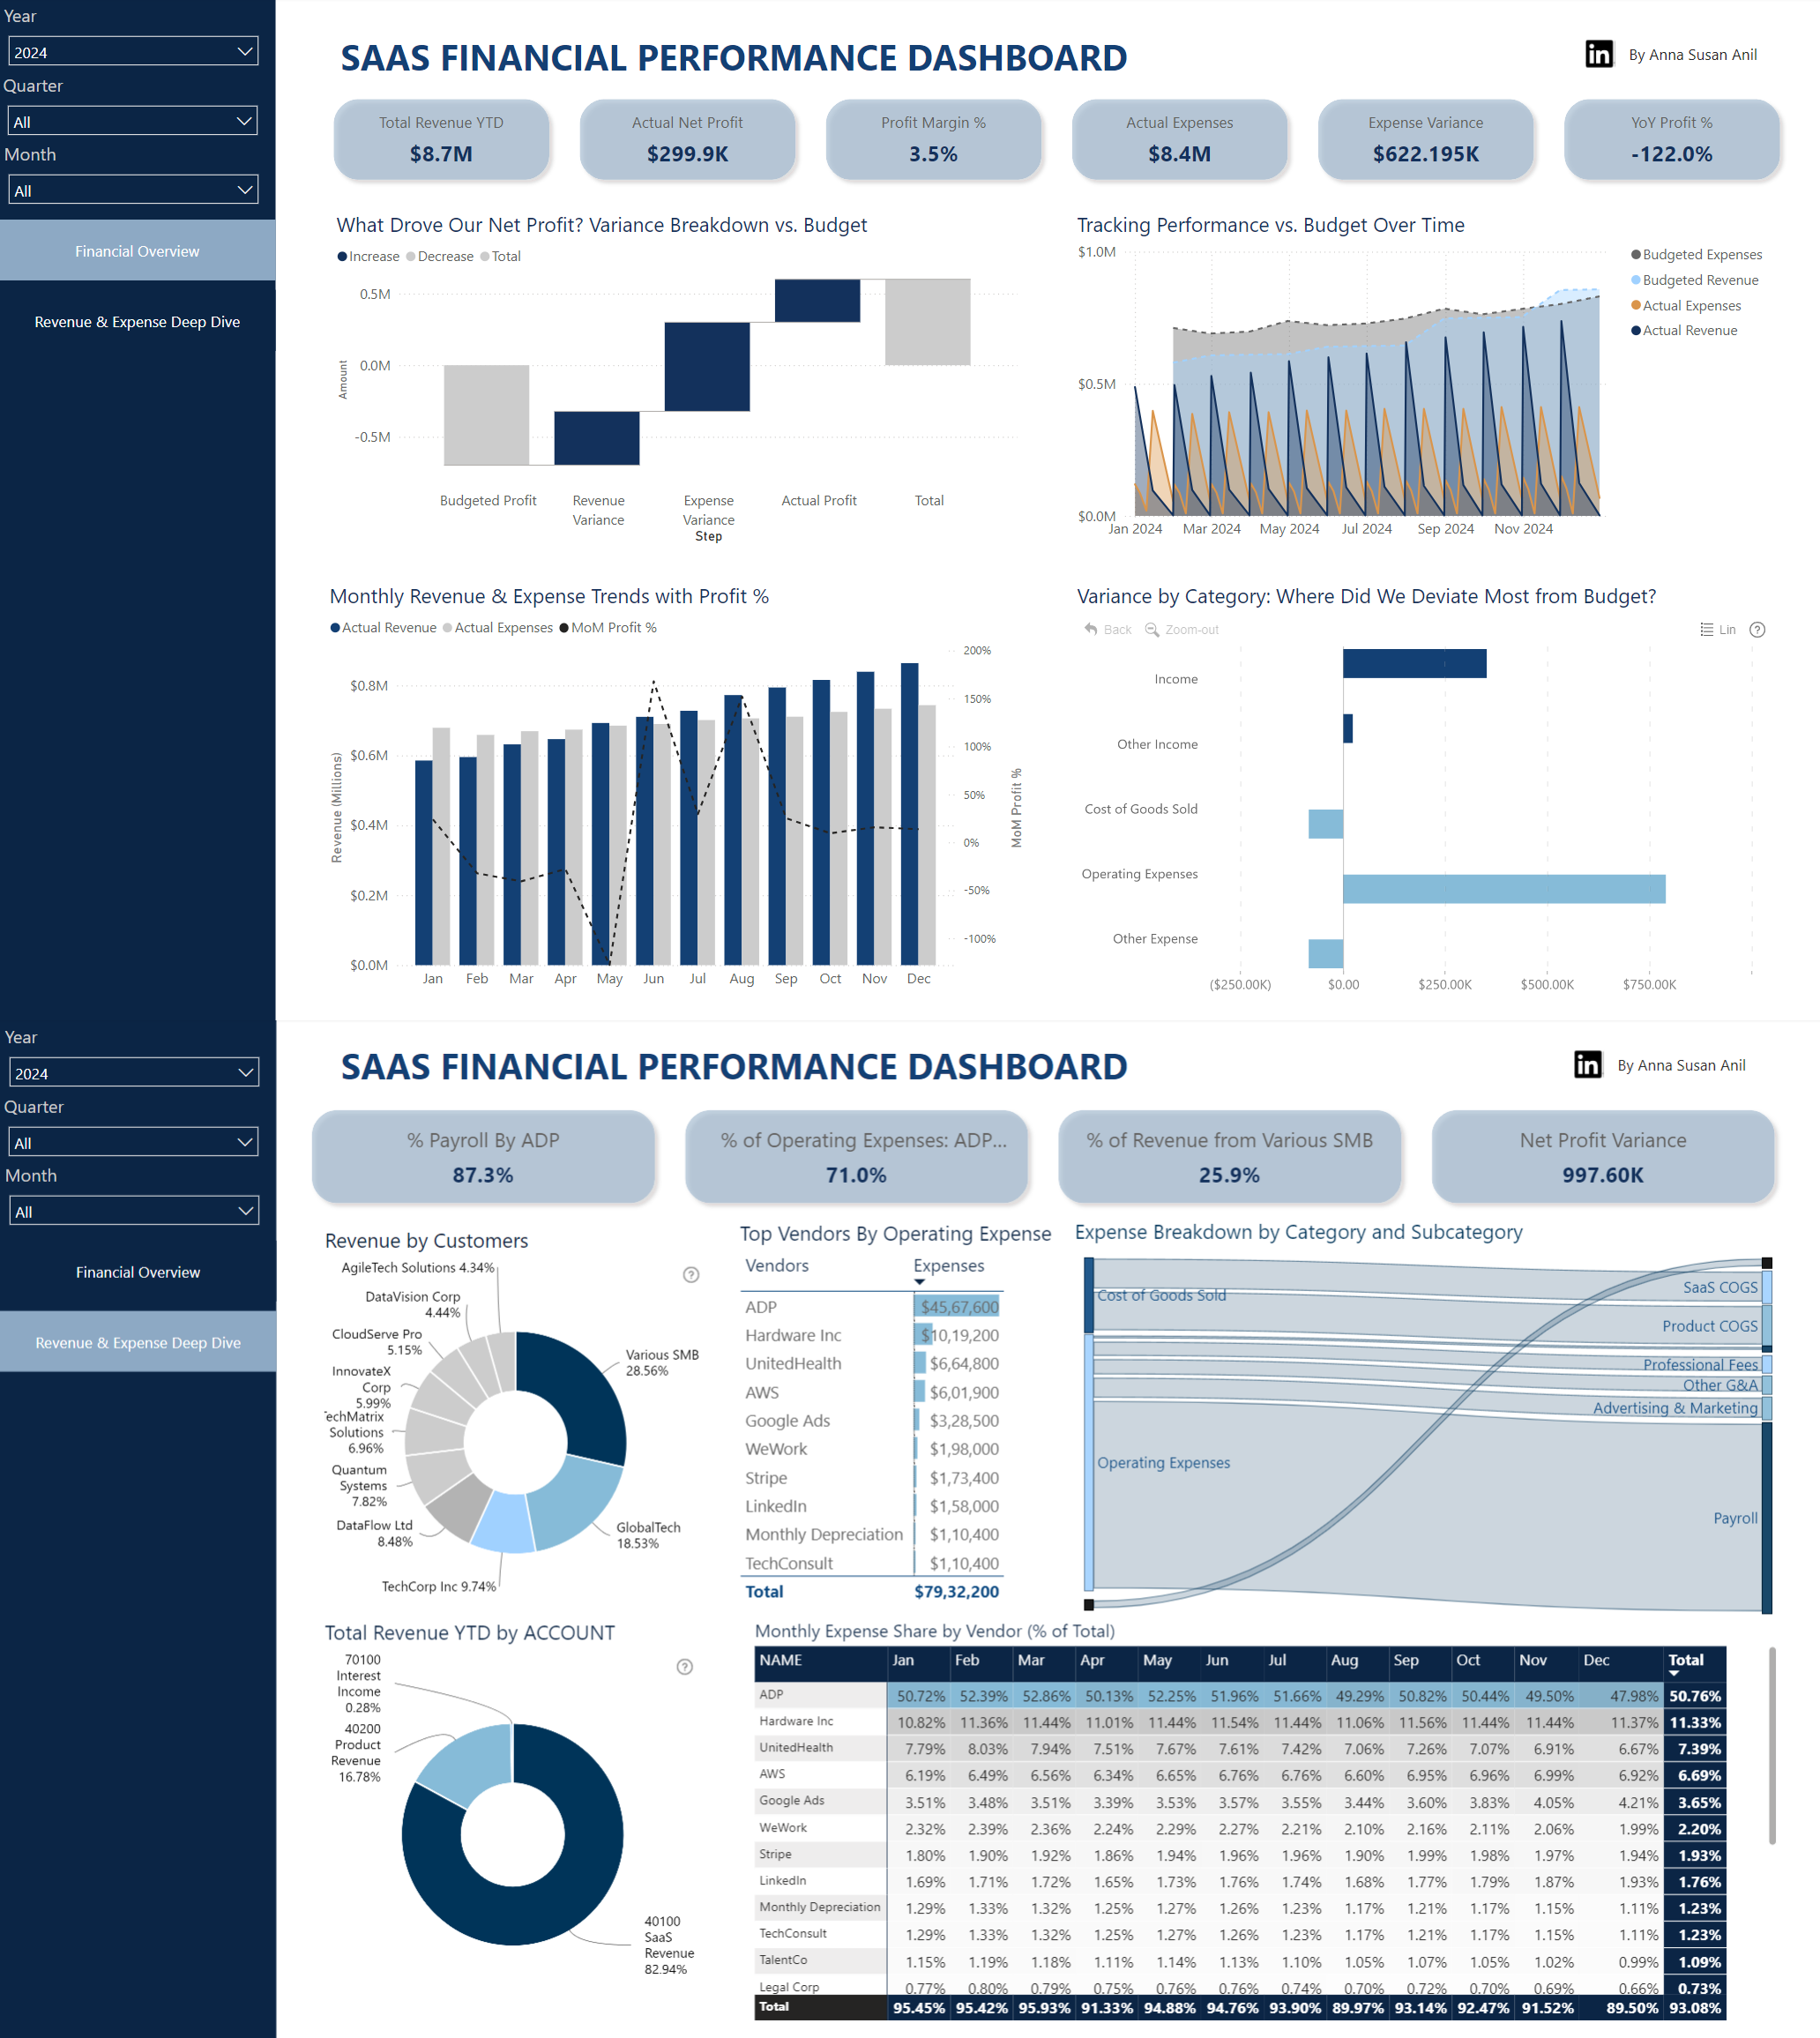 Year
2024
Quarter
All
Month
All
Financial Overview
Revenue & Expense Deep Dive
SAAS FINANCIAL PERFORMANCE DASHBOARD
in
By Anna Susan Anil
Total Revenue YTD
$8.7M
Actual Net Profit
$299.9K
Profit Margin %
3.5%
Actual Expenses
$8.4M
Expense Variance
$622.195K
YoY Profit %
-122.0%
What Drove Our Net Profit? Variance Breakdown vs. Budget
Increase Decrease Total
0.5M
0.0M
-0.5M
Amount
Budgeted Profit
Revenue
Variance
Expense
Variance
Actual Profit
Total
Step
Tracking Performance vs. Budget Over Time
$1.0M
$0.5M
$0.0M
Jan 2024 Mar 2024 May 2024 Jul 2024 Sep 2024 Nov 2024
Budgeted Expenses
Budgeted Revenue
Actual Expenses
Actual Revenue
Monthly Revenue & Expense Trends with Profit %
Actual Revenue Actual Expenses MoM Profit %
$0.8M
$0.6M
$0.4M
$0.2M
$0.0M
Revenue (Millions)
200%
150%
100%
50%
0%
-50%
-100%
MoM Profit %
Jan Feb Mar Apr May Jun Jul Aug Sep Oct Nov Dec
Variance by Category: Where Did We Deviate Most from Budget?
Back Zoom-out
Lin ?
Income
Other Income
Cost of Goods Sold
Operating Expenses
Other Expense
($250.00K) $0.00 $250.00K $500.00K $750.00K
Year
2024
Quarter
All
Month
All
Financial Overview
Revenue & Expense Deep Dive
SAAS FINANCIAL PERFORMANCE DASHBOARD
in
By Anna Susan Anil
% Payroll By ADP
87.3%
% of Operating Expenses: ADP...
71.0%
% of Revenue from Various SMB
25.9%
Net Profit Variance
997.60K
Revenue by Customers
?
AgileTech Solutions 4.34%
DataVision Corp
4.44%
CloudServe Pro
5.15%
InnovateX
Corp
5.99%
TechMatrix
Solutions
6.96%
Quantum
Systems
7.82%
DataFlow Ltd
8.48%
TechCorp Inc 9.74%
GlobalTech
18.53%
Various SMB
28.56%
Top Vendors By Operating Expense
Vendors Expenses
ADP $45,67,600
Hardware Inc $10,19,200
UnitedHealth $6,64,800
AWS $6,01,900
Google Ads $3,28,500
WeWork $1,98,000
Stripe $1,73,400
LinkedIn $1,58,000
Monthly Depreciation $1,10,400
TechConsult $1,10,400
Total $79,32,200
Expense Breakdown by Category and Subcategory
Cost of Goods Sold
Operating Expenses
SaaS COGS
Product COGS
Professional Fees
Other G&A
Advertising & Marketing
Payroll
Total Revenue YTD by ACCOUNT
?
70100
Interest
Income
0.28%
40200
Product
Revenue
16.78%
40100
SaaS
Revenue
82.94%
Monthly Expense Share by Vendor (% of Total)
NAME Jan Feb Mar Apr May Jun Jul Aug Sep Oct Nov Dec Total
ADP 50.72% 52.39% 52.86% 50.13% 52.25% 51.96% 51.66% 49.29% 50.82% 50.44% 49.50% 47.98% 50.76%
Hardware Inc 10.82% 11.36% 11.44% 11.01% 11.44% 11.54% 11.44% 11.06% 11.56% 11.44% 11.44% 11.37% 11.33%
UnitedHealth 7.79% 8.03% 7.94% 7.51% 7.67% 7.61% 7.42% 7.06% 7.26% 7.07% 6.91% 6.67% 7.39%
AWS 6.19% 6.49% 6.56% 6.34% 6.65% 6.76% 6.76% 6.60% 6.95% 6.96% 6.99% 6.92% 6.69%
Google Ads 3.51% 3.48% 3.51% 3.39% 3.53% 3.57% 3.55% 3.44% 3.60% 3.83% 4.05% 4.21% 3.65%
WeWork 2.32% 2.39% 2.36% 2.24% 2.29% 2.27% 2.21% 2.10% 2.16% 2.11% 2.06% 1.99% 2.20%
Stripe 1.80% 1.90% 1.92% 1.86% 1.94% 1.96% 1.96% 1.90% 1.99% 1.98% 1.97% 1.94% 1.93%
LinkedIn 1.69% 1.71% 1.72% 1.65% 1.73% 1.76% 1.74% 1.68% 1.77% 1.79% 1.87% 1.93% 1.76%
Monthly Depreciation 1.29% 1.33% 1.32% 1.25% 1.27% 1.26% 1.23% 1.17% 1.21% 1.17% 1.15% 1.11% 1.23%
TechConsult 1.29% 1.33% 1.32% 1.25% 1.27% 1.26% 1.23% 1.17% 1.21% 1.17% 1.15% 1.11% 1.23%
TalentCo 1.15% 1.19% 1.18% 1.11% 1.14% 1.13% 1.10% 1.05% 1.07% 1.05% 1.02% 0.99% 1.09%
Legal Corp 0.77% 0.80% 0.79% 0.75% 0.76% 0.76% 0.74% 0.70% 0.72% 0.70% 0.69% 0.66% 0.73%
Total 95.45% 95.42% 95.93% 91.33% 94.88% 94.76% 93.90% 89.97% 93.14% 92.47% 91.52% 89.50% 93.08%